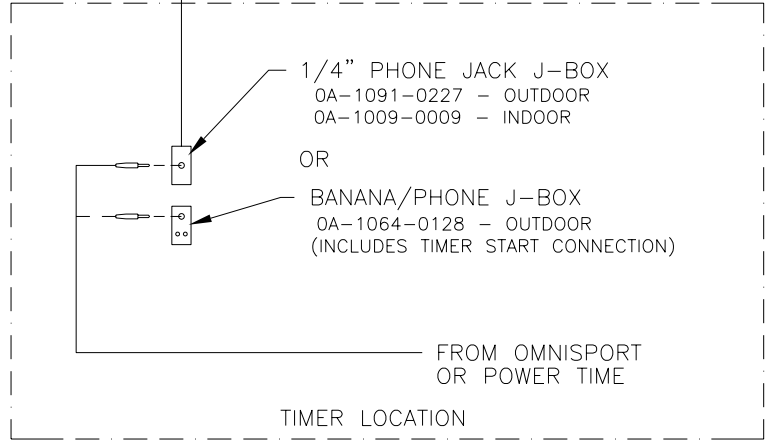 1/4” PHONE JACK J-BOX
0A-1091-0227 - OUTDOOR
0A-1009-0009 - INDOOR
OR
BANANA/PHONE J-BOX
0A-1064-0128 - OUTDOOR
(INCLUDES TIMER START CONNECTION)
FROM OMNISPORT
OR POWER TIME
TIMER LOCATION